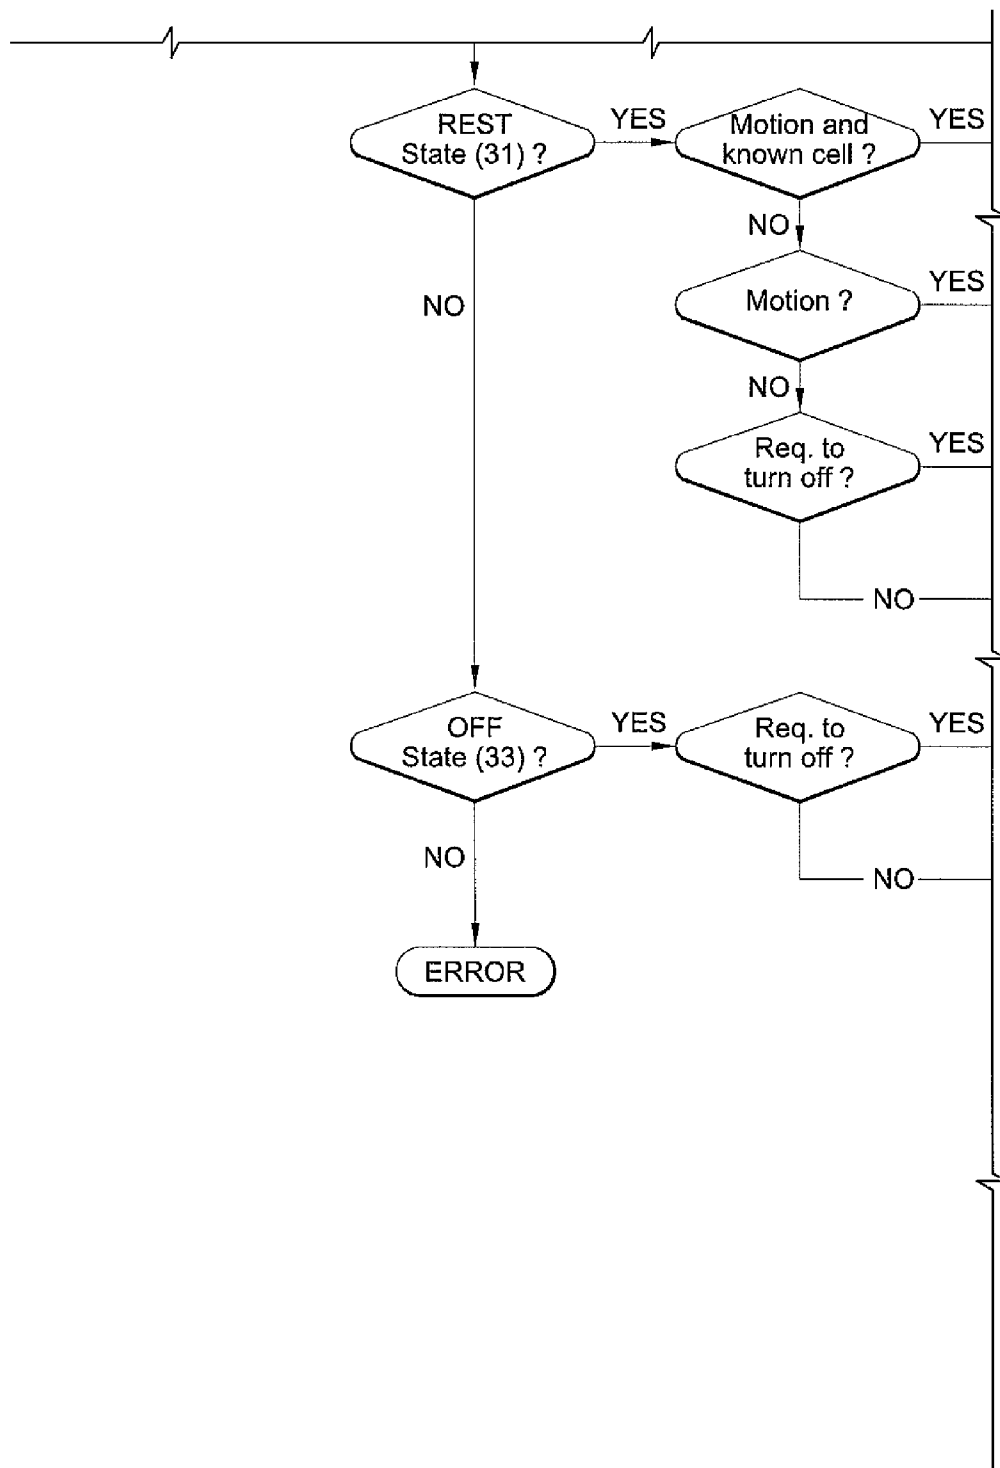 REST
State (31) ?
YES
Motion and
known cell ?
YES
NO
Motion ?
YES
NO
NO
Req. to
turn off ?
YES
NO
OFF
State (33) ?
YES
Req. to
turn off ?
YES
NO
NO
ERROR